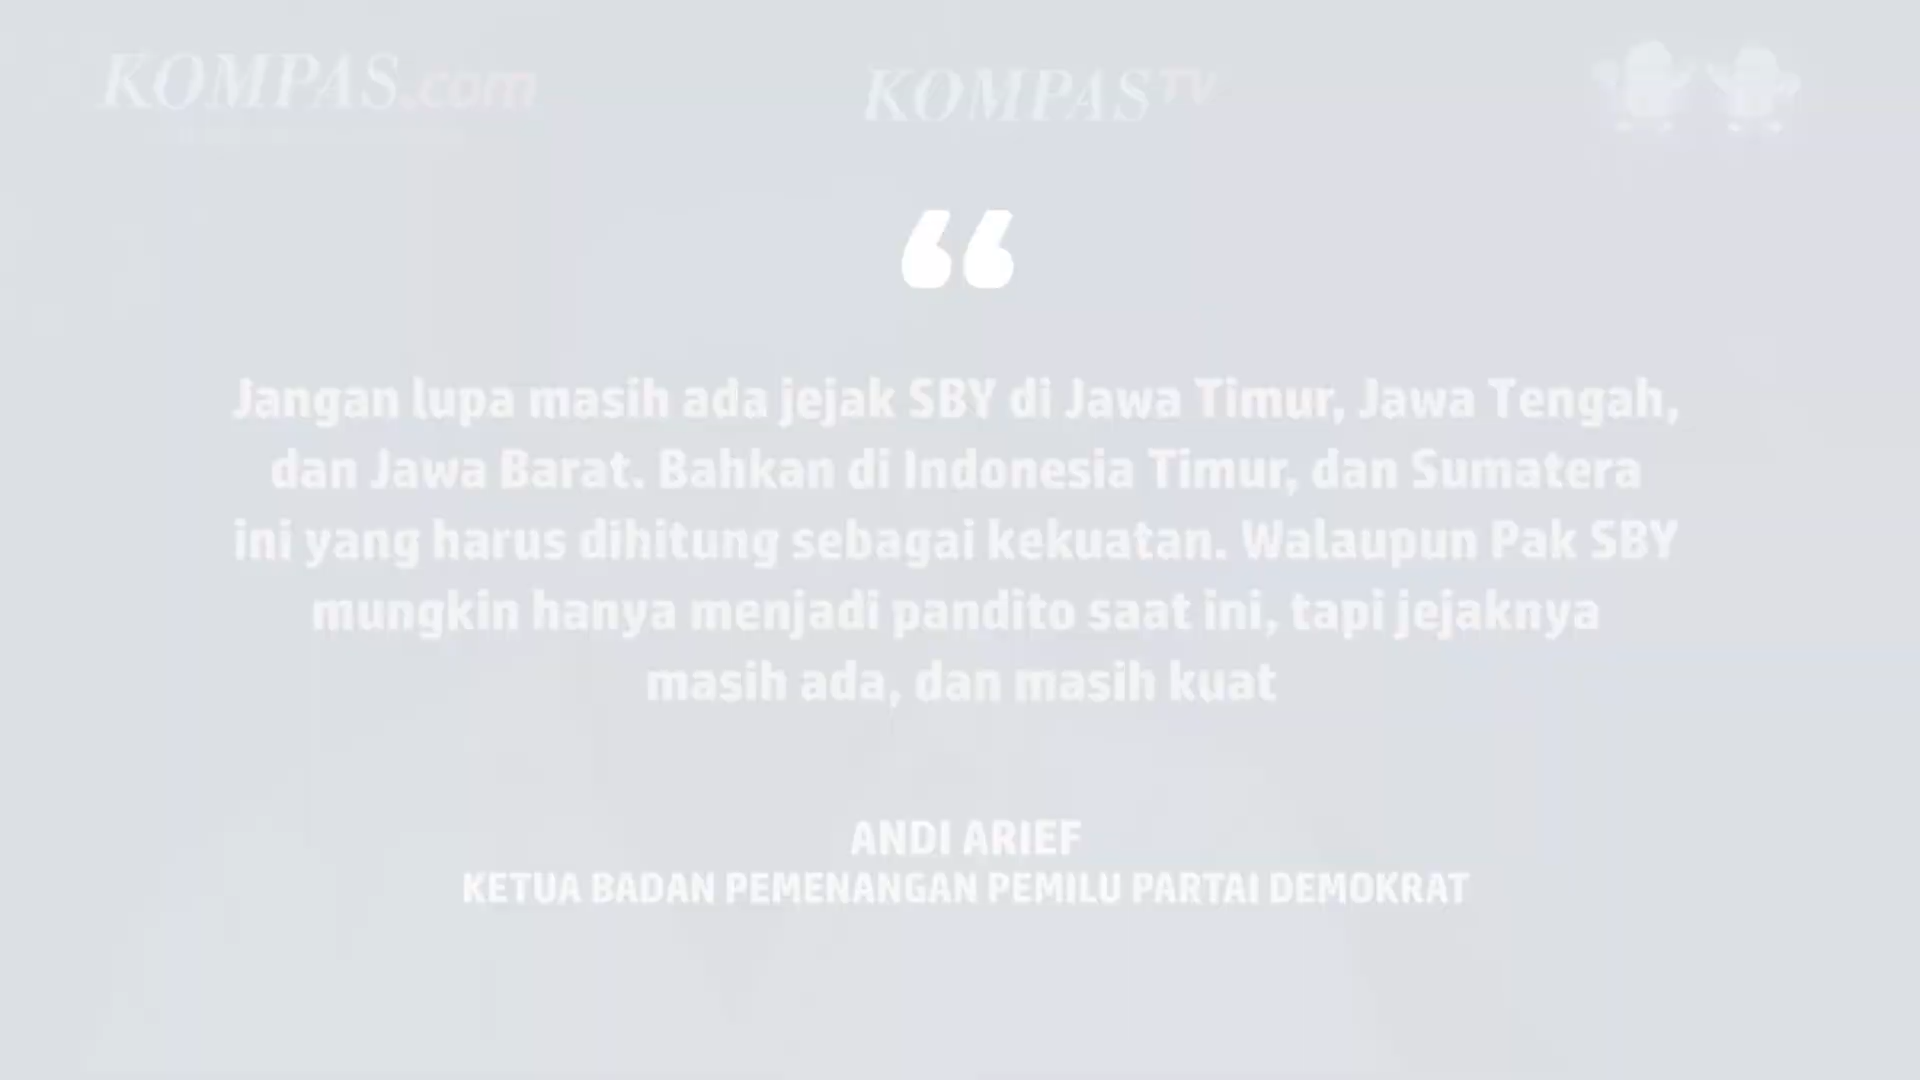 KOMPAS.com
KOMPASTV
“
Jangan lupa masih ada jejak SBY di Jawa Timur, Jawa Tengah,
dan Jawa Barat. Bahkan di Indonesia Timur, dan Sumatera
ini yang harus dihitung sebagai kekuatan. Walaupun Pak SBY
mungkin hanya menjadi pandito saat ini, tapi jejaknya
masih ada, dan masih kuat
ANDI ARIEF
KETUA BADAN PEMENANGAN PEMILU PARTAI DEMOKRAT